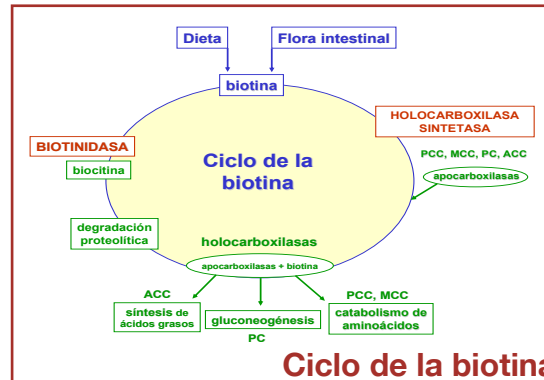 Dieta
Flora intestinal
biotina
HOLOCARBOXILASA
SINTETASA
BIOTINIDASA
biocitina
PCC, MCC, PC, ACC
apocarboxilasas
Ciclo de la
biotina
degradación
proteolítica
holocarboxilasas
apocarboxilasas + biotina
ACC
síntesis de
ácidos grasos
gluconeogénesis
PC
PCC, MCC
catabolismo de
aminoácidos
Ciclo de la biotina